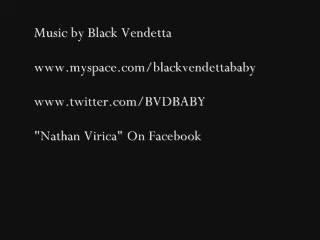 Music by Black Vendetta
www.myspace.com/blackvendettababy
www.twitter.com/BVDBABY
"Nathan Virica" On Facebook